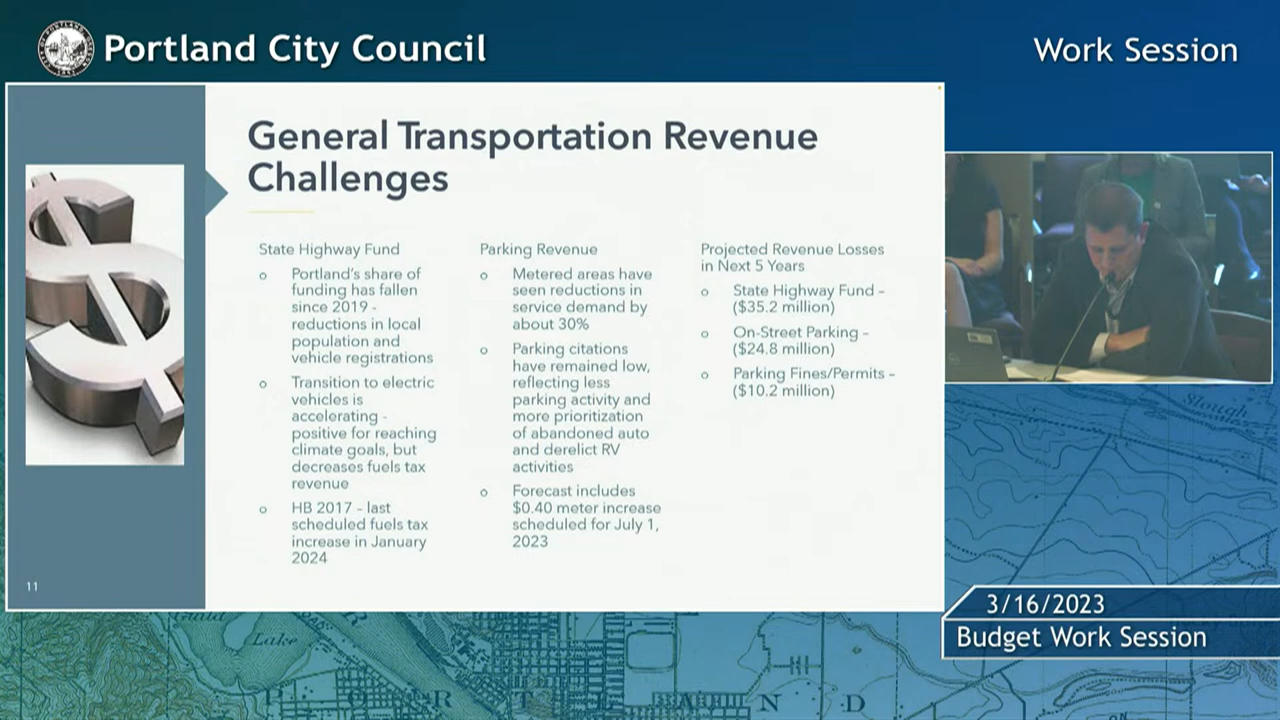 Portland City Council
Work Session
General Transportation Revenue
Challenges
State Highway Fund
o Portland's share of
funding has fallen
since 2019 -
reductions in local
population and
vehicle registrations
o Transition to electric
vehicles is
accelerating -
positive for reaching
climate goals, but
decreases fuels tax
revenue
o HB 2017 – last
scheduled fuels tax
increase in January
2024
Parking Revenue
o Metered areas have
seen reductions in
service demand by
about 30%
o Parking citations
have remained low,
reflecting less
parking activity and
more prioritization
of abandoned auto
and derelict RV
activities
o Forecast includes
$0.40 meter increase
scheduled for July 1,
2023
Projected Revenue Losses
in Next 5 Years
o State Highway Fund –
($35.2 million)
o On-Street Parking –
($24.8 million)
o Parking Fines/Permits –
($10.2 million)
11
3/16/2023
Budget Work Session
Slough
Guild
Lake